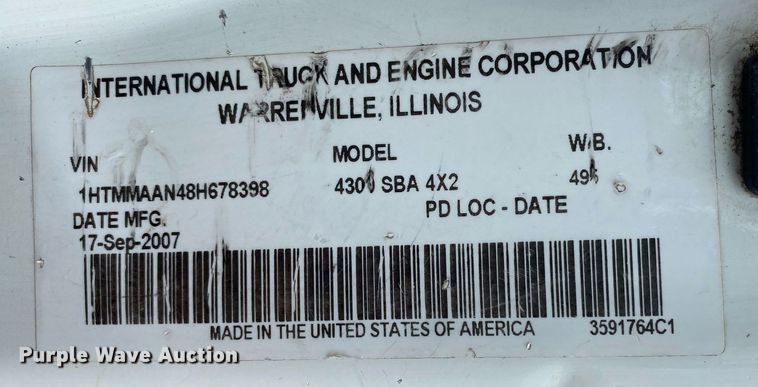 INTERNATIONAL TRUCK AND ENGINE CORPORATION
WARRENVILLE, ILLINOIS
VIN MODEL W.B.
1HTMMAAN48H678398 4300 SBA 4X2
DATE MFG. PD LOC - DATE
17-Sep-2007
MADE IN THE UNITED STATES OF AMERICA 3591764C1
Purple Wave Auction